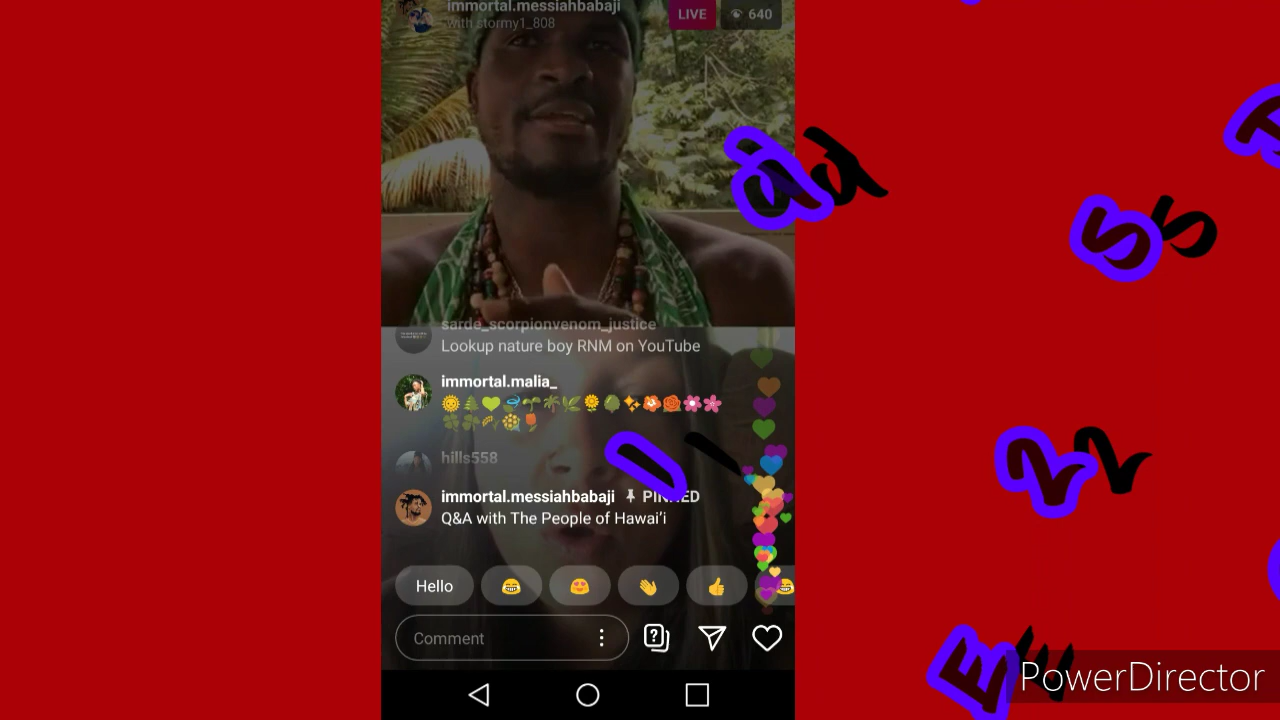 immortal.messiahbabaji
with stormy1_808
LIVE
640
sarde_scorpionvenom_justice
Lookup nature boy RNM on YouTube
immortal.malia_
hills558
immortal.messiahbabaji PINNED
Q&A with The People of Hawai'i
Hello
Comment
PowerDirector